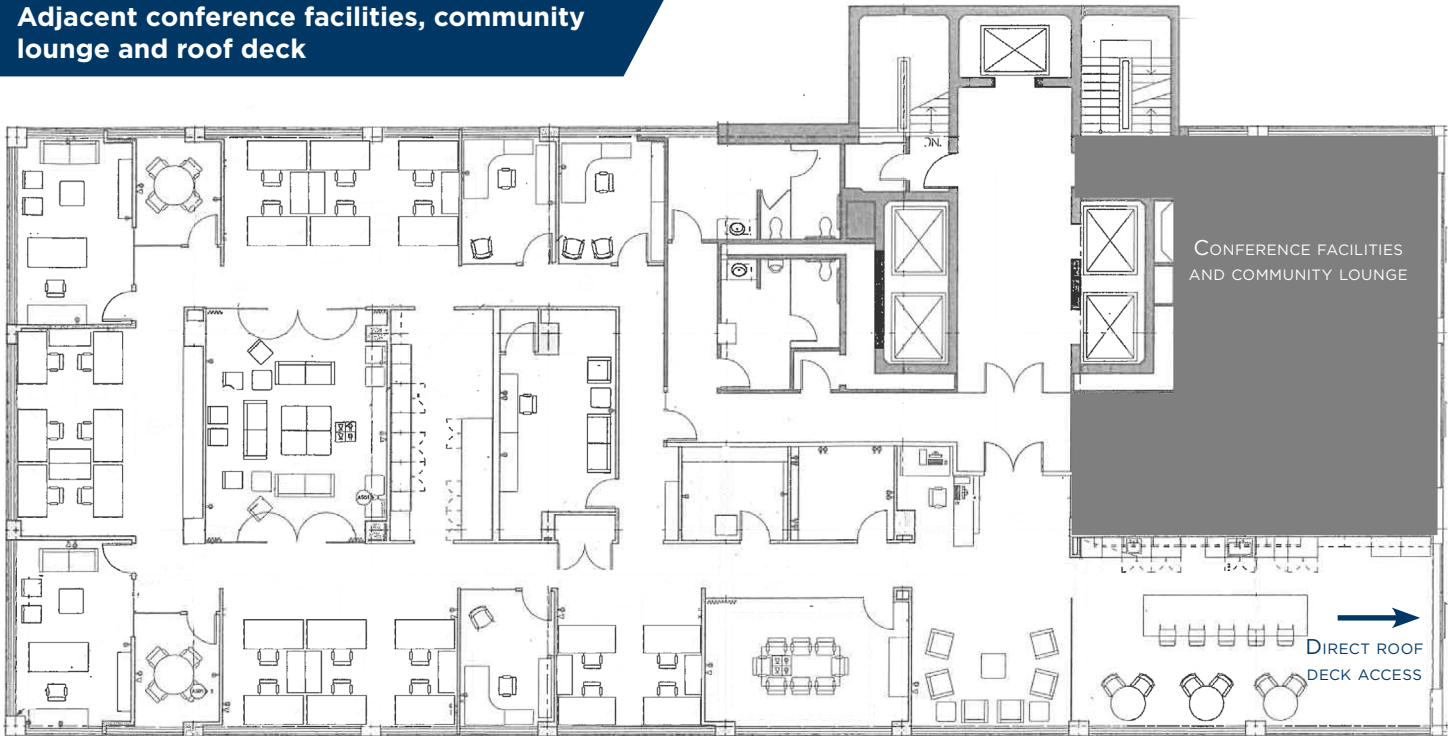 Adjacent conference facilities, community
lounge and roof deck
CONFERENCE FACILITIES
AND COMMUNITY LOUNGE
DIRECT ROOF
DECK ACCESS